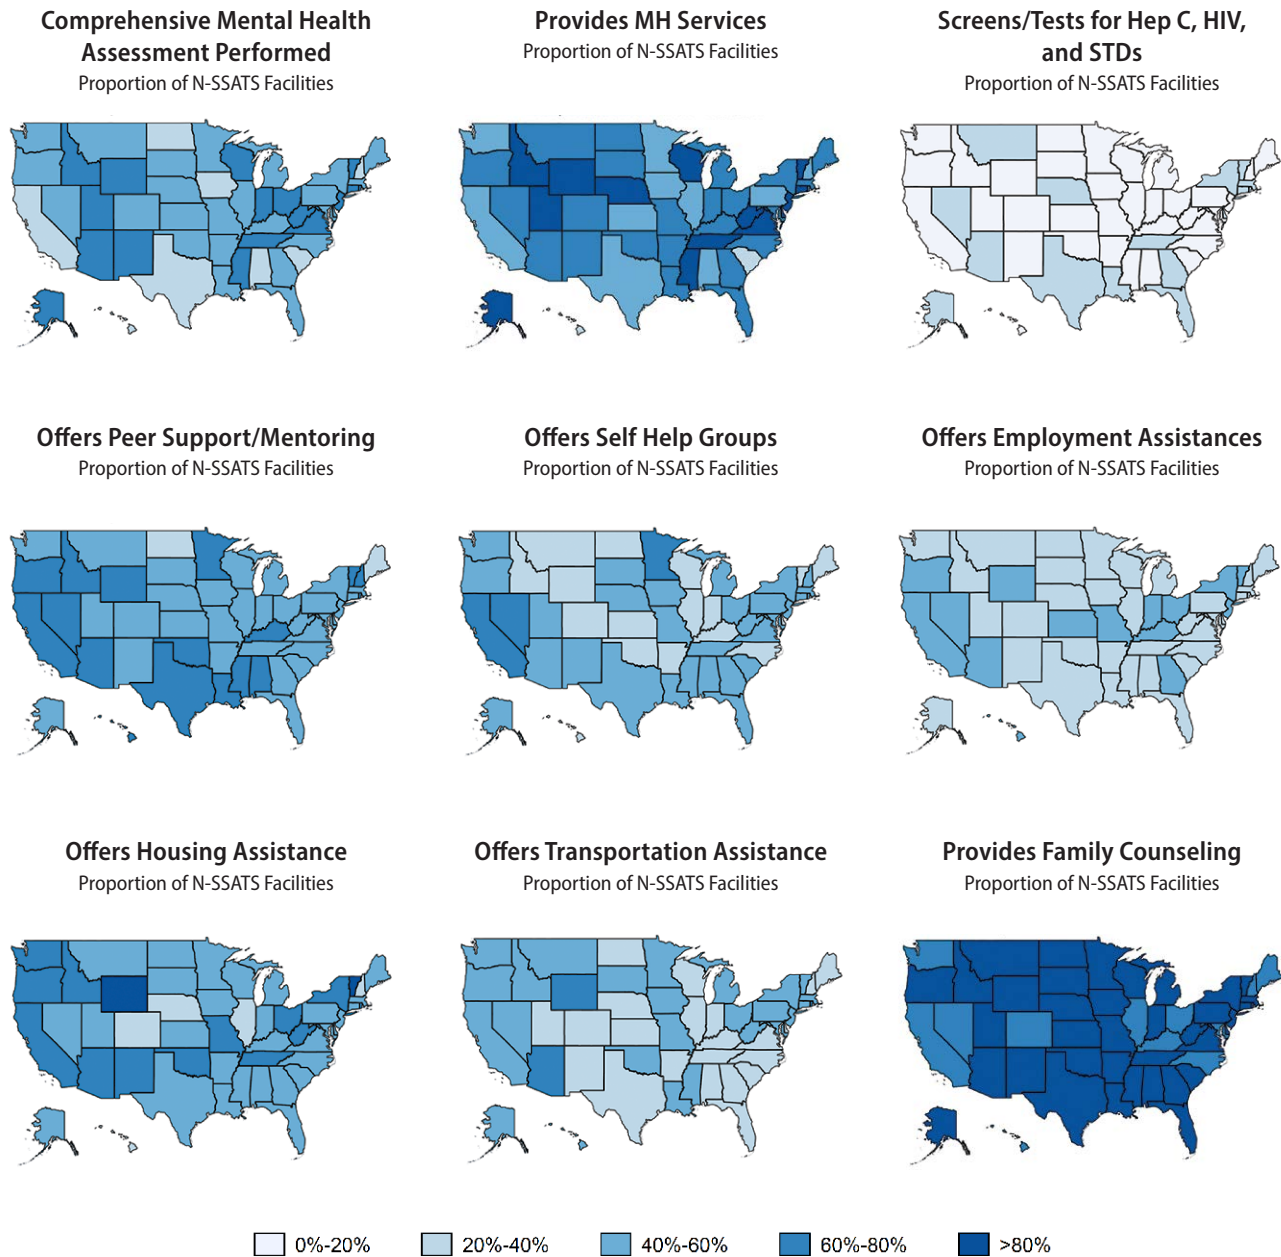 Comprehensive Mental Health
Assessment Performed
Proportion of N-SSATS Facilities
Provides MH Services
Proportion of N-SSATS Facilities
Screens/Tests for Hep C, HIV,
and STDs
Proportion of N-SSATS Facilities
Offers Peer Support/Mentoring
Proportion of N-SSATS Facilities
Offers Self Help Groups
Proportion of N-SSATS Facilities
Offers Employment Assistances
Proportion of N-SSATS Facilities
Offers Housing Assistance
Proportion of N-SSATS Facilities
Offers Transportation Assistance
Proportion of N-SSATS Facilities
Provides Family Counseling
Proportion of N-SSATS Facilities
0%-20% 20%-40% 40%-60% 60%-80% >80%